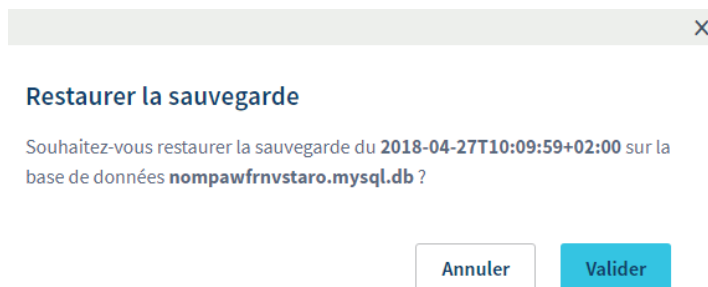 Restaurer la sauvegarde
Souhaitez-vous restaurer la sauvegarde du 2018-04-27T10:09:59+02:00 sur la
base de données nompawfrnvstaro.mysql.db ?
Annuler
Valider